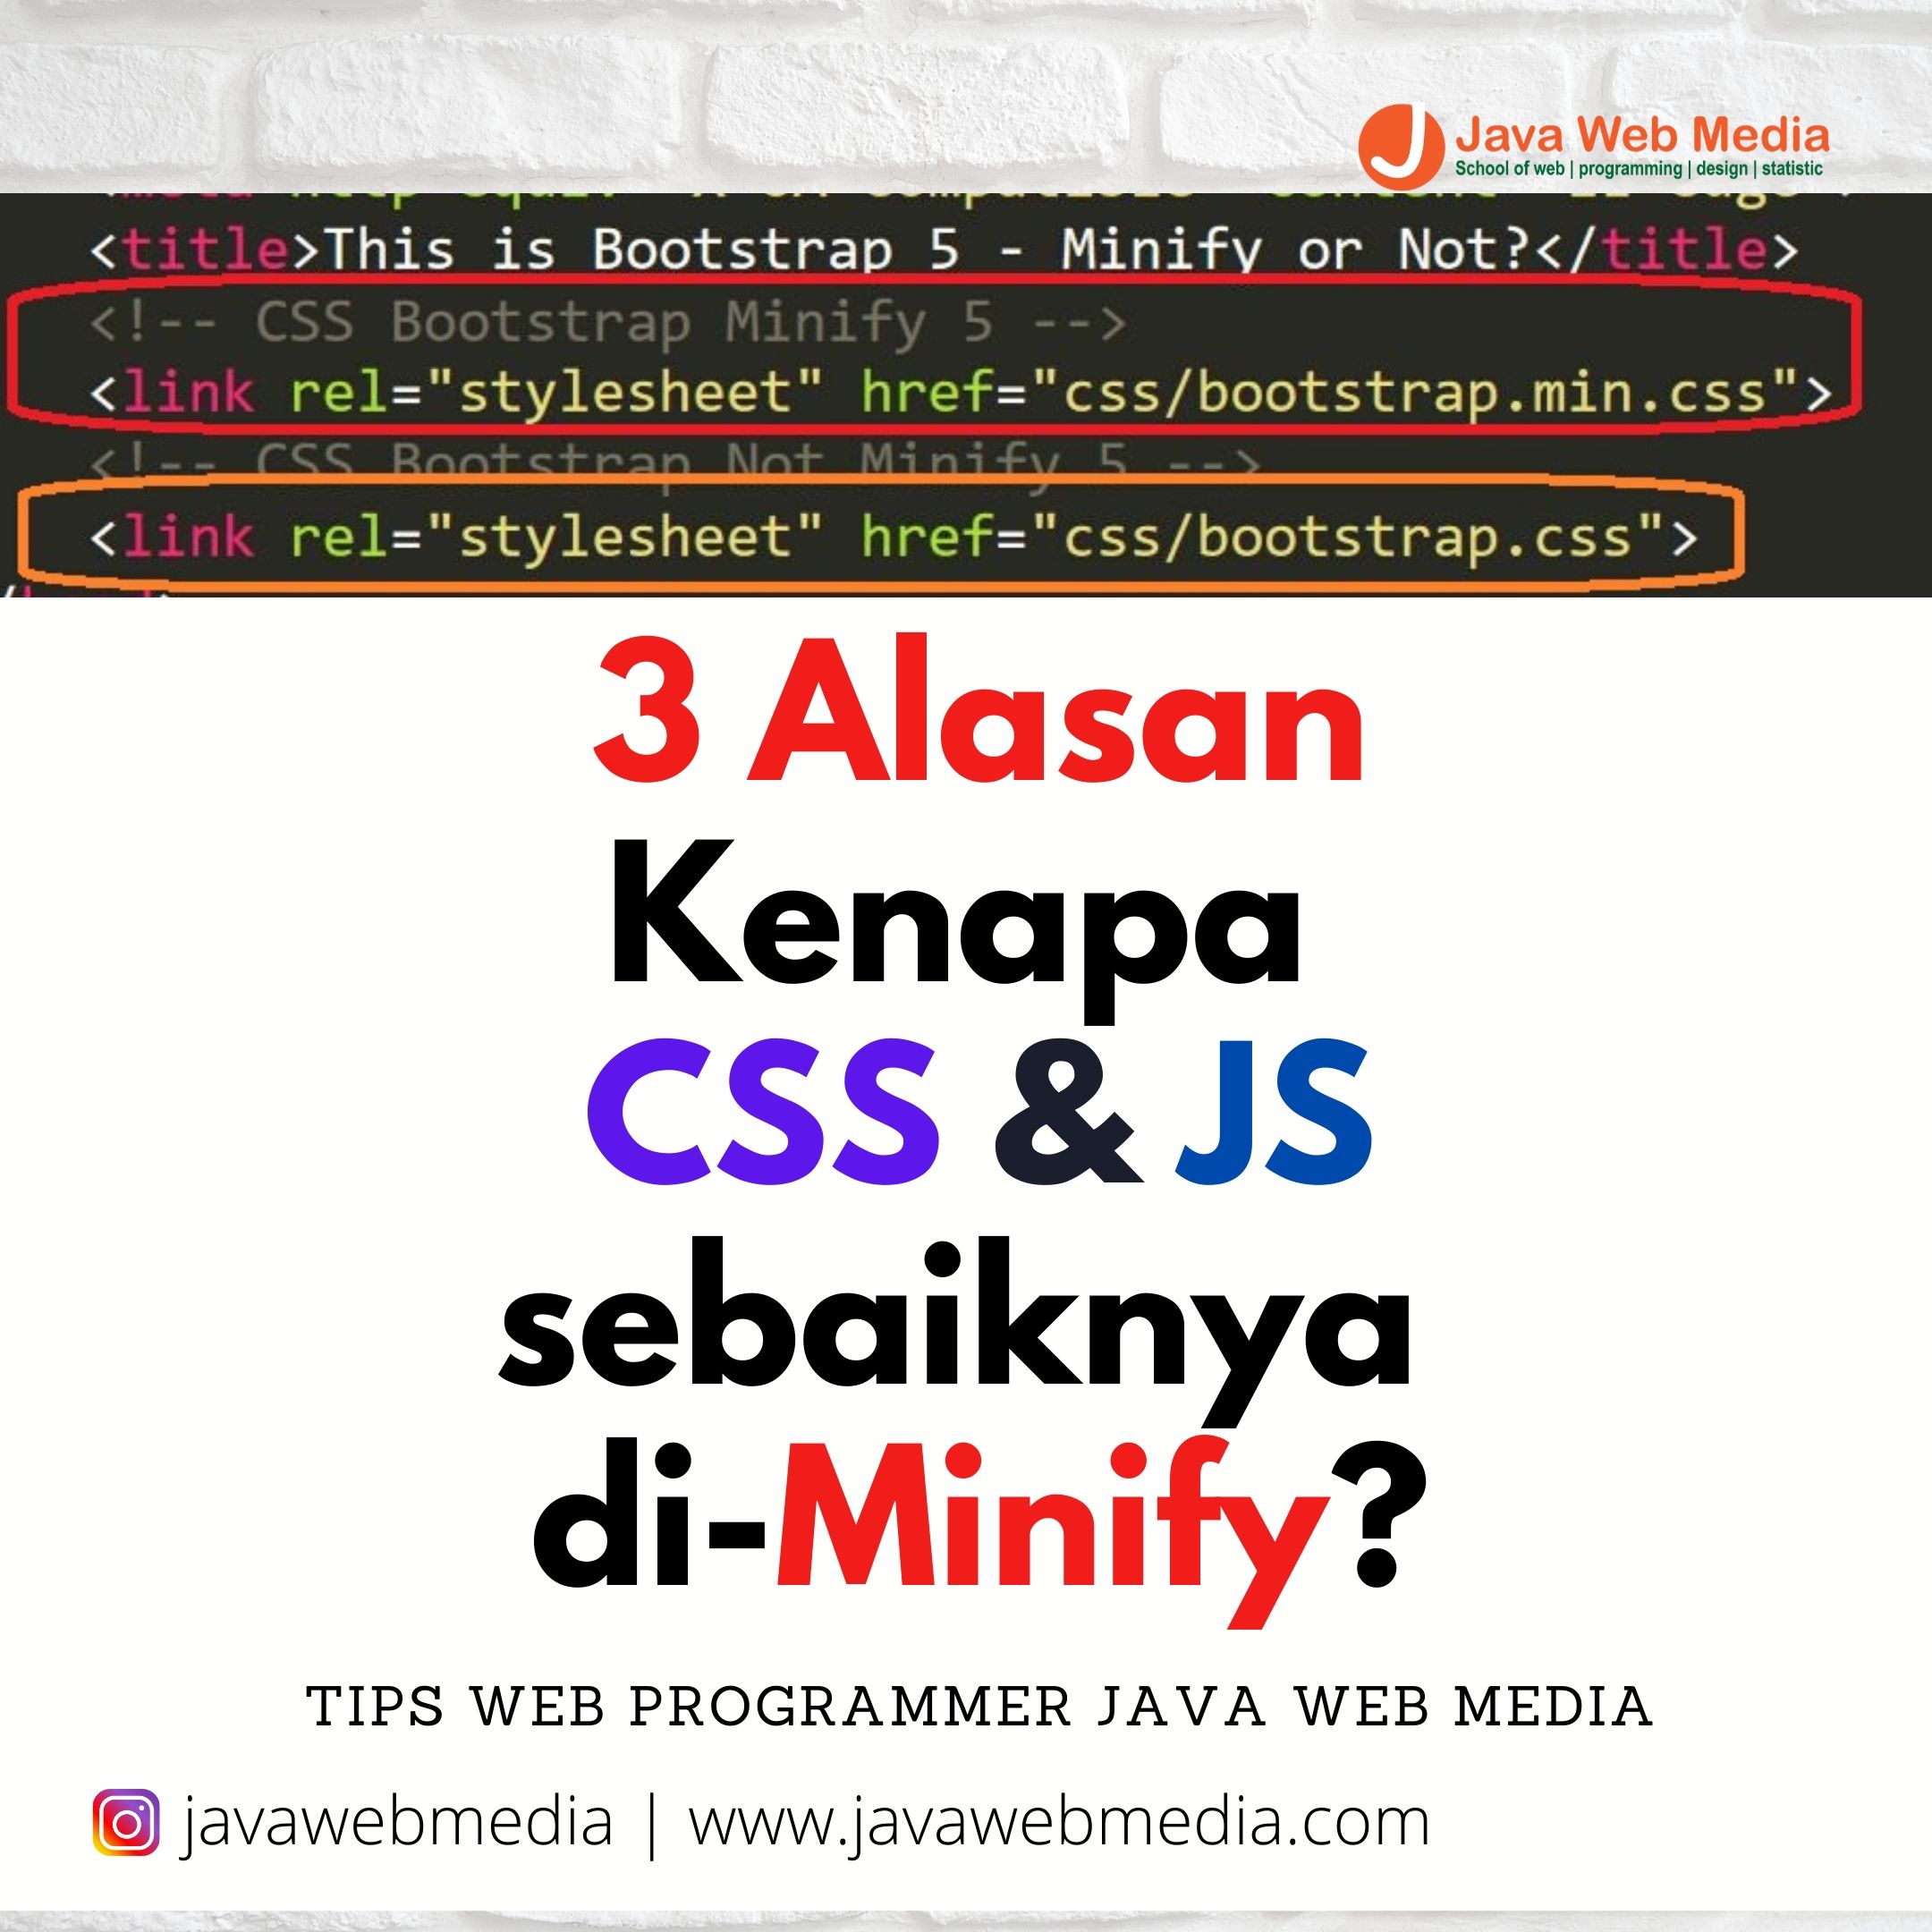 Java Web Media
School of web | programming | design | statistic
<title>This is Bootstrap 5 - Minify or Not?</title>
<!-- CSS Bootstrap Minify 5 -->
<link rel="stylesheet" href="css/bootstrap.min.css">
<!-- CSS Bootstrap Not Minify 5 -->
<link rel="stylesheet" href="css/bootstrap.css">
3 Alasan
Kenapa
CSS & JS
sebaiknya
di-Minify?
TIPS WEB PROGRAMMER JAVA WEB MEDIA
javawebmedia | www.javawebmedia.com